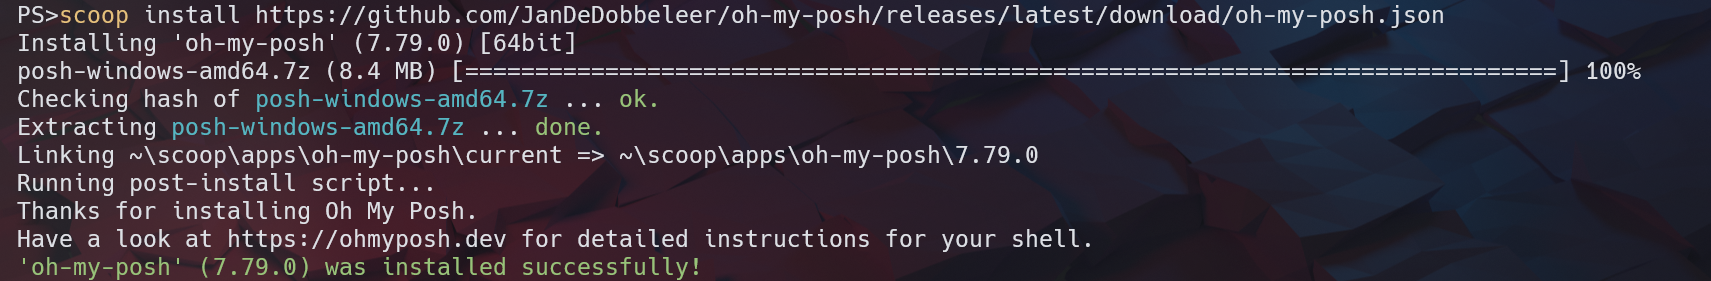 PS>scoop install https://github.com/JanDeDobbeleer/oh-my-posh/releases/latest/download/oh-my-posh.json
Installing 'oh-my-posh' (7.79.0) [64bit]
posh-windows-amd64.7z (8.4 MB) [==============================================================================] 100%
Checking hash of posh-windows-amd64.7z ... ok.
Extracting posh-windows-amd64.7z ... done.
Linking ~\scoop\apps\oh-my-posh\current => ~\scoop\apps\oh-my-posh\7.79.0
Running post-install script...
Thanks for installing Oh My Posh.
Have a look at https://ohmyposh.dev for detailed instructions for your shell.
'oh-my-posh' (7.79.0) was installed successfully!